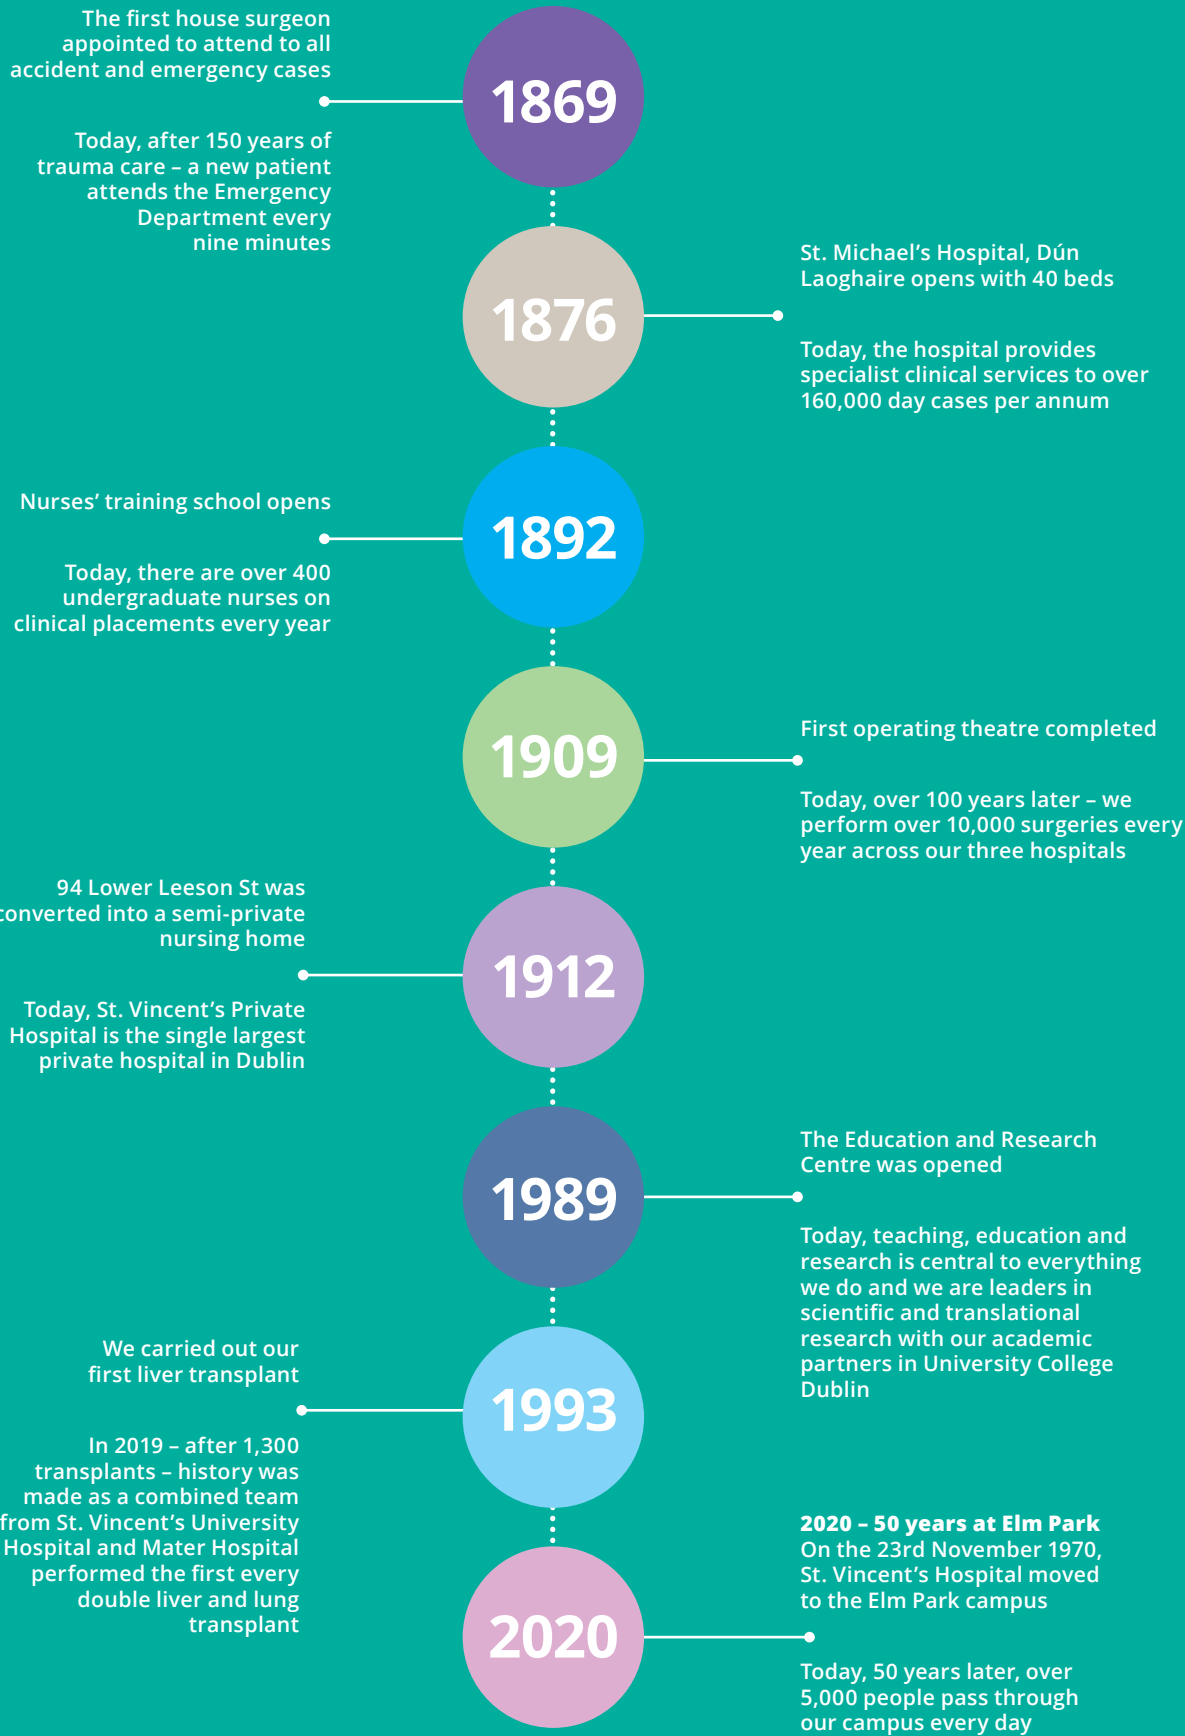 The first house surgeon
appointed to attend to all
accident and emergency cases
1869
Today, after 150 years of
trauma care – a new patient
attends the Emergency
Department every
nine minutes
St. Michael’s Hospital, Dún
Laoghaire opens with 40 beds
1876
Today, the hospital provides
specialist clinical services to over
160,000 day cases per annum
Nurses’ training school opens
1892
Today, there are over 400
undergraduate nurses on
clinical placements every year
First operating theatre completed
1909
Today, over 100 years later – we
perform over 10,000 surgeries every
year across our three hospitals
94 Lower Leeson St was
converted into a semi-private
nursing home
1912
Today, St. Vincent’s Private
Hospital is the single largest
private hospital in Dublin
The Education and Research
Centre was opened
1989
Today, teaching, education and
research is central to everything
we do and we are leaders in
scientific and translational
research with our academic
partners in University College
Dublin
We carried out our
first liver transplant
1993
In 2019 – after 1,300
transplants – history was
made as a combined team
from St. Vincent’s University
Hospital and Mater Hospital
performed the first every
double liver and lung
transplant
2020 – 50 years at Elm Park
On the 23rd November 1970,
St. Vincent’s Hospital moved
to the Elm Park campus
2020
Today, 50 years later, over
5,000 people pass through
our campus every day